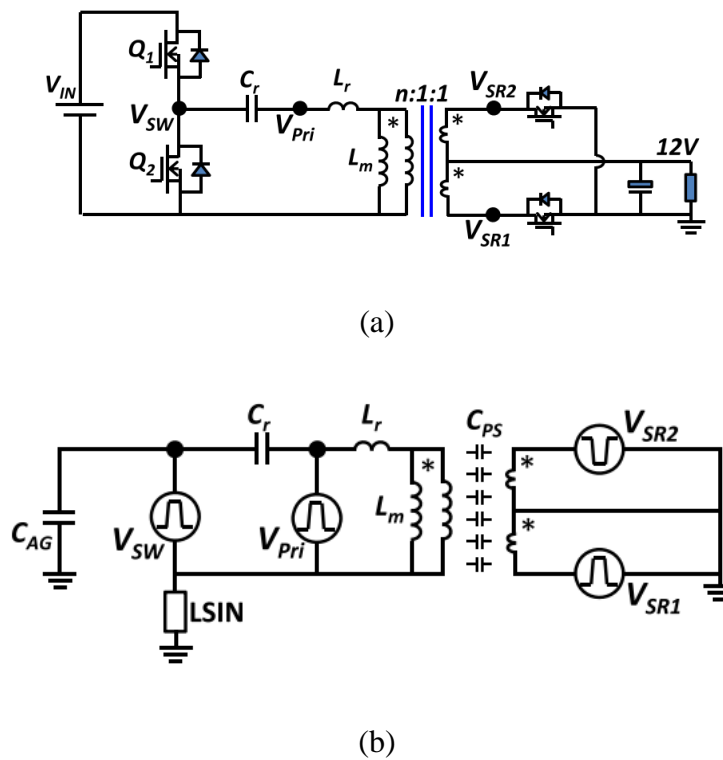 Q1
VIN
Cr
Lr
n:1:1
VSR2
VSW
VPri
*
*
12V
Lm
Q2
*
VSR1
(a)
Cr
Lr
CPS
VSR2
*
*
CAG
VSW
VPri
Lm
*
LSIN
VSR1
(b)